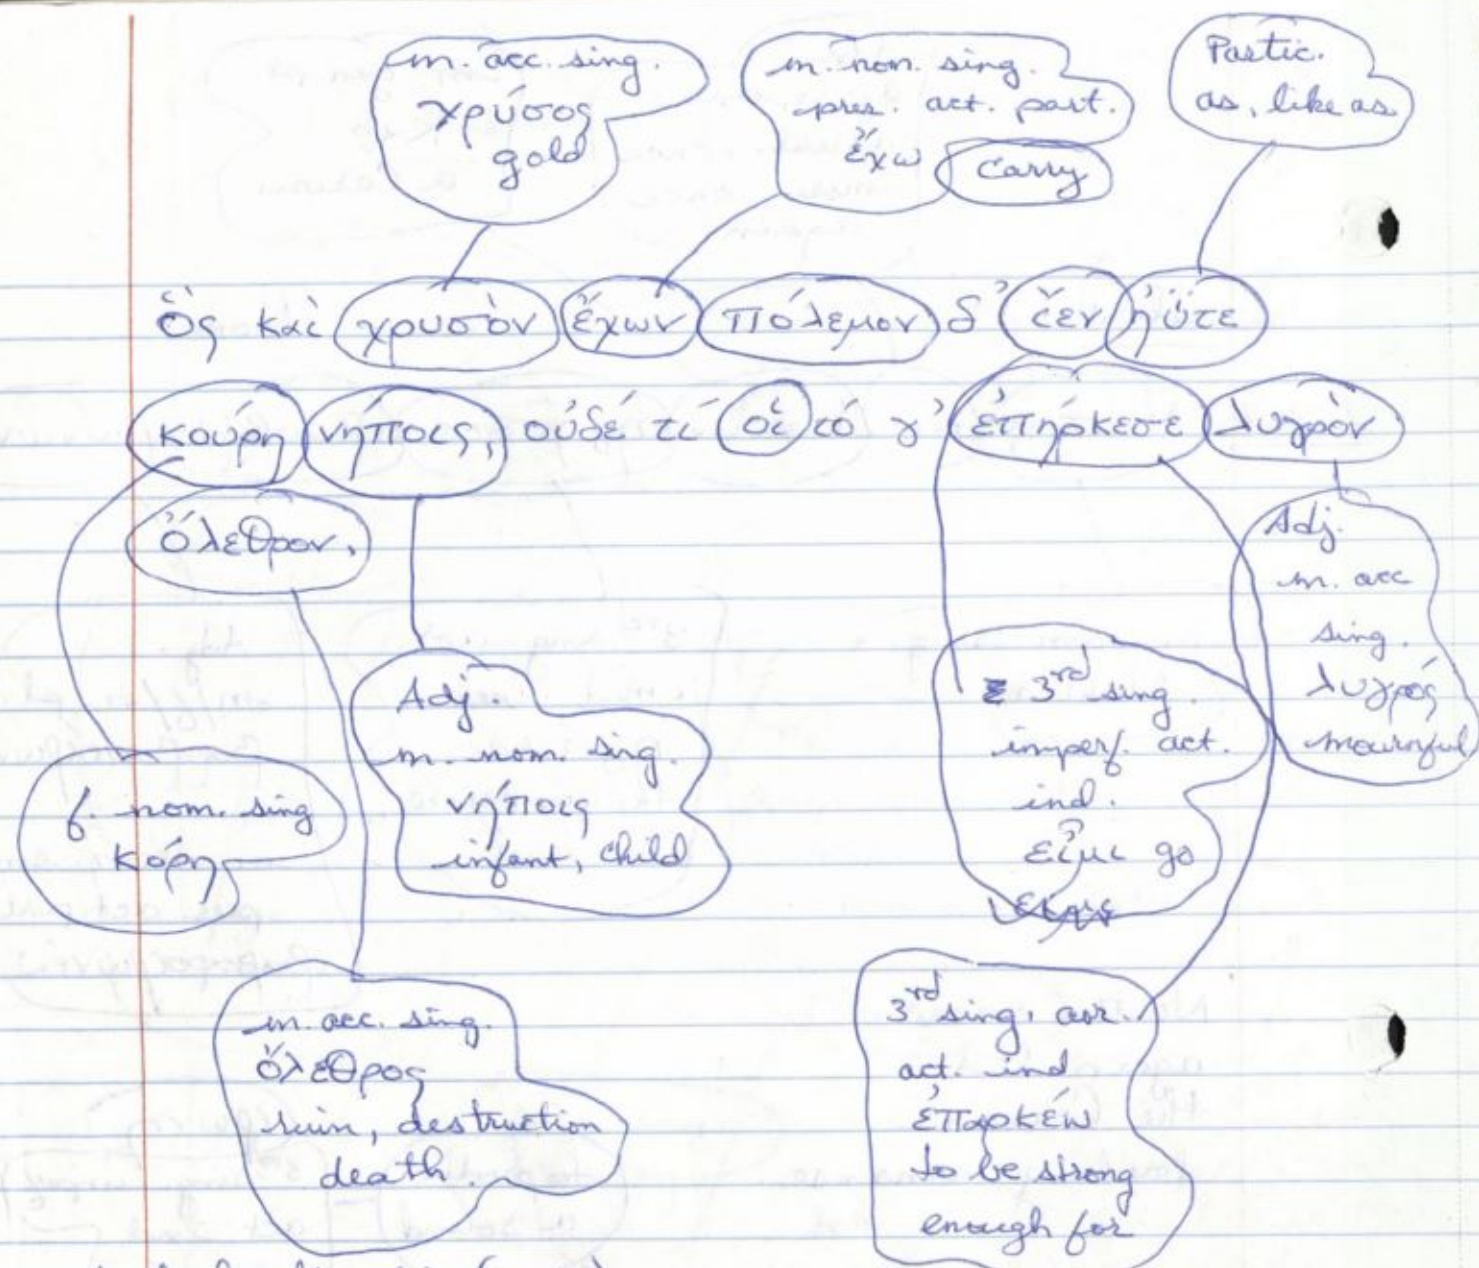 m. acc. sing.
χρύσος
gold
m. nom. sing.
pres. act. part.
ἔχω carry
Partic.
as, like as
ὃς καὶ χρυσὸν ἔχων πόλεμον δ' ἴεν ἠΰτε
κούρη νήπιος, οὐδέ τί οἱ τό γ' ἐπήρκεσε λυγρὸν
ὄλεθρον,
Adj.
m. acc
sing.
λυγρός
mournful
3rd sing.
imperf. act.
ind.
εἶμι go
Adj.
m. nom. sing.
νήπιος
infant, child
f. nom. sing
κόρη
m. acc. sing.
ὄλεθρος
ruin, destruction
death.
3rd sing. aor.
act. ind
ἐπαρκέω
to be strong
enough for